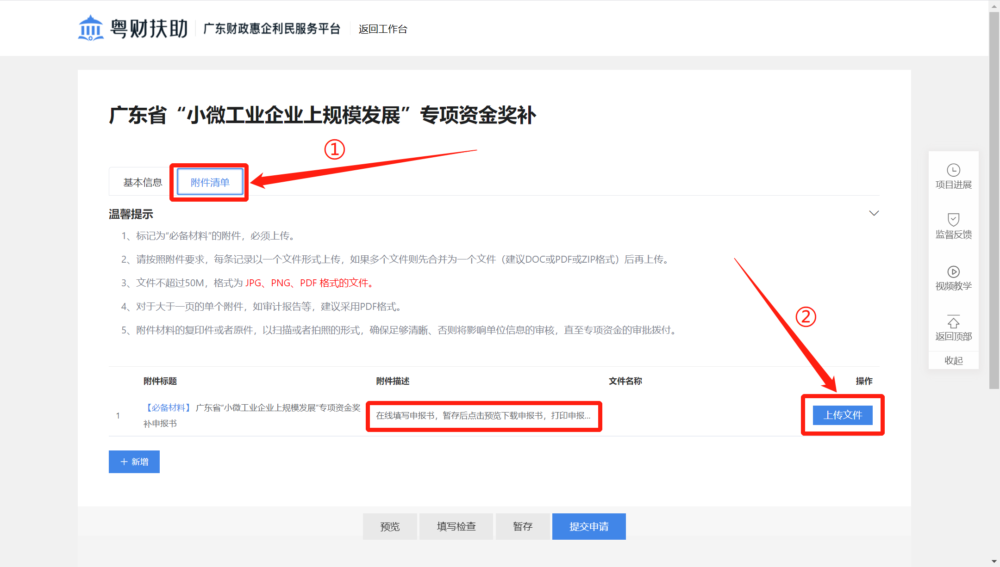 粤财扶助 广东财政惠企利民服务平台 返回工作台
广东省“小微工业企业上规模发展”专项资金奖补
①
基本信息 附件清单
温馨提示
1、标记为“必备材料”的附件，必须上传。
2、请按照附件要求，每条记录以一个文件形式上传，如果多个文件则先合并为一个文件（建议DOC或PDF或ZIP格式）后再上传。
3、文件不超过50M，格式为 JPG、PNG、PDF 格式的文件。
4、对于大于一页的单个附件，如审计报告等，建议采用PDF格式。
5、附件材料的复印件或者原件，以扫描或者拍照的形式，确保足够清晰、否则将影响单位信息的审核，直至专项资金的审批拨付。
②
附件标题 附件描述 文件名称 操作
1 【必备材料】 广东省“小微工业企业上规模发展”专项资金奖
补申报书
在线填写申报书，暂存后点击预览下载申报书，打印申报... 上传文件
+ 新增
预览 填写检查 暂存 提交申请
项目进展
监督反馈
视频教学
返回顶部
收起